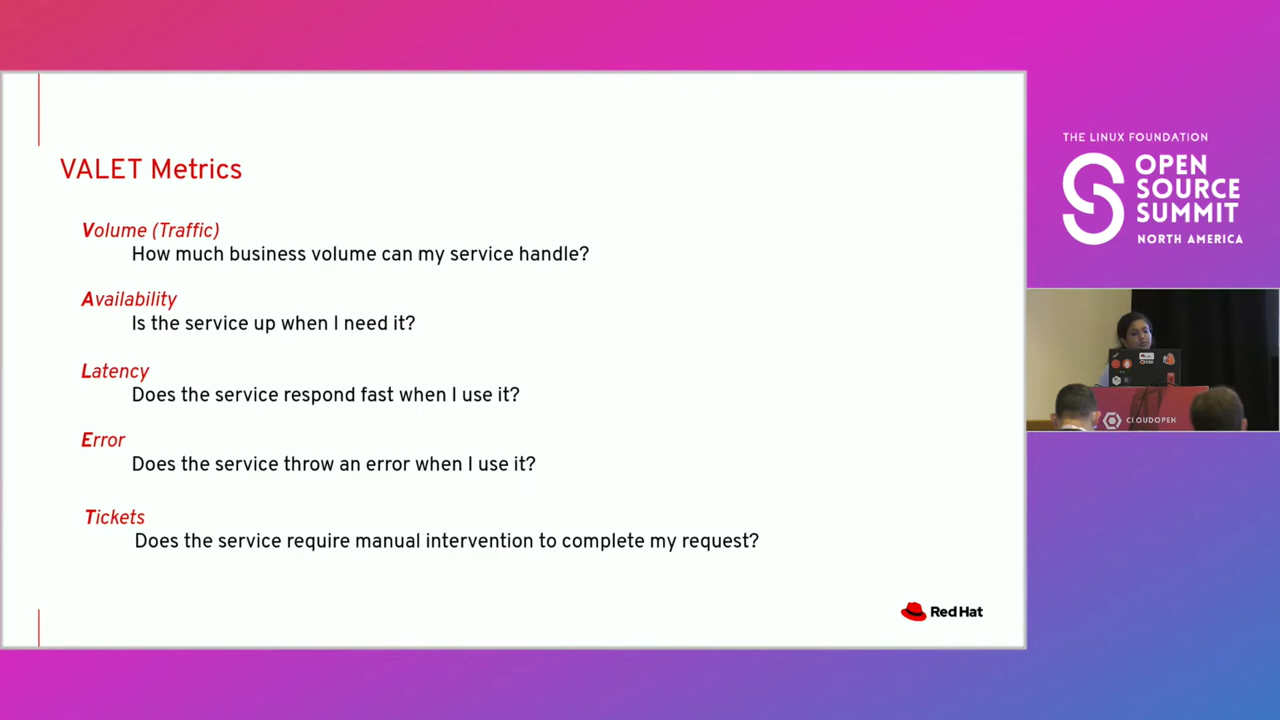 VALET Metrics
Volume (Traffic)
How much business volume can my service handle?
Availability
Is the service up when I need it?
Latency
Does the service respond fast when I use it?
Error
Does the service throw an error when I use it?
Tickets
Does the service require manual intervention to complete my request?
Red Hat
THE LINUX FOUNDATION
OPEN
SOURCE
SUMMIT
NORTH AMERICA
CLOUDOPEN